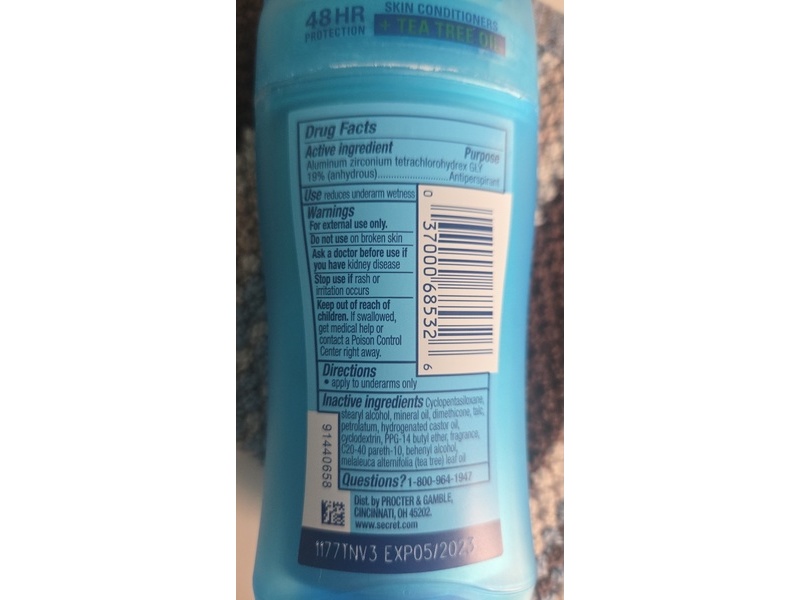 48HR
PROTECTION
SKIN CONDITIONERS
+ TEA TREE OIL
Drug Facts
Active ingredient Purpose
Aluminum zirconium tetrachlorohydrex GLY
19% (anhydrous)........................Antiperspirant
Use reduces underarm wetness
Warnings
For external use only.
Do not use on broken skin
Ask a doctor before use if
you have kidney disease
Stop use if rash or
irritation occurs
Keep out of reach of
children. If swallowed,
get medical help or
contact a Poison Control
Center right away.
0 37000 68532 6
Directions
• apply to underarms only
Inactive ingredients Cyclopentasiloxane,
stearyl alcohol, mineral oil, dimethicone, talc,
petrolatum, hydrogenated castor oil,
cyclodextrin, PPG-14 butyl ether, fragrance,
C20-40 pareth-10, behenyl alcohol,
melaleuca alternifolia (tea tree) leaf oil
Questions? 1-800-964-1947
91440658
Dist. by PROCTER & GAMBLE,
CINCINNATI, OH 45202.
www.secret.com
1177TNV3 EXP05/2023